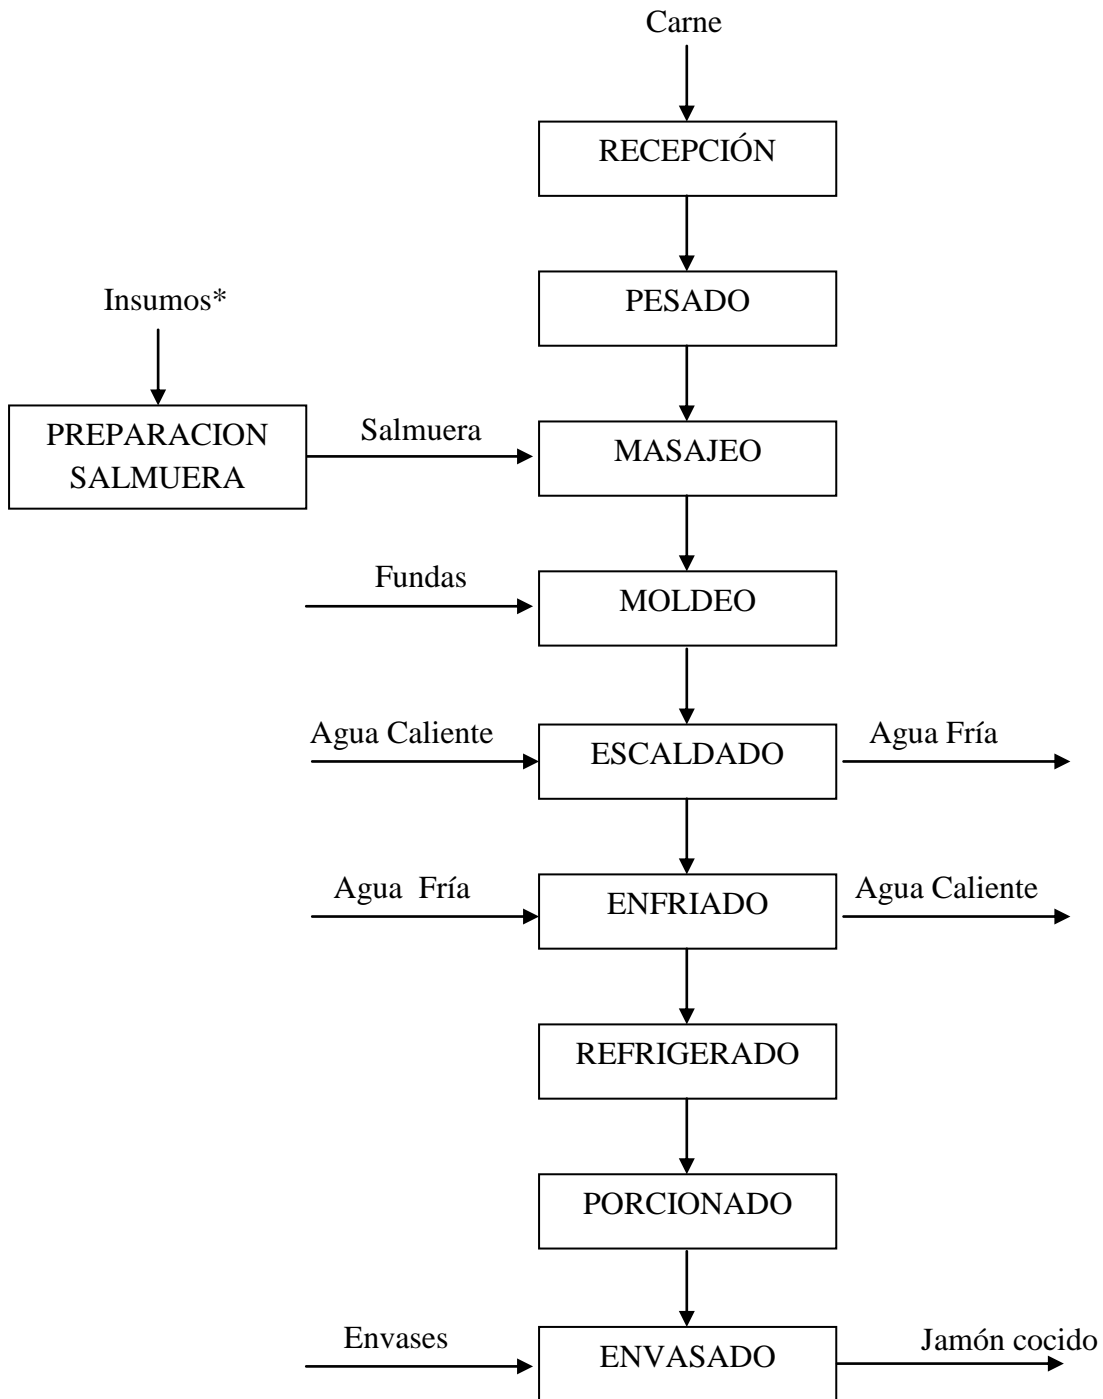 Carne
RECEPCIÓN
PESADO
Insumos*
PREPARACION
SALMUERA
Salmuera
MASAJEO
Fundas
MOLDEO
Agua Caliente
ESCALDADO
Agua Fría
Agua Fría
ENFRIADO
Agua Caliente
REFRIGERADO
PORCIONADO
Envases
ENVASADO
Jamón cocido